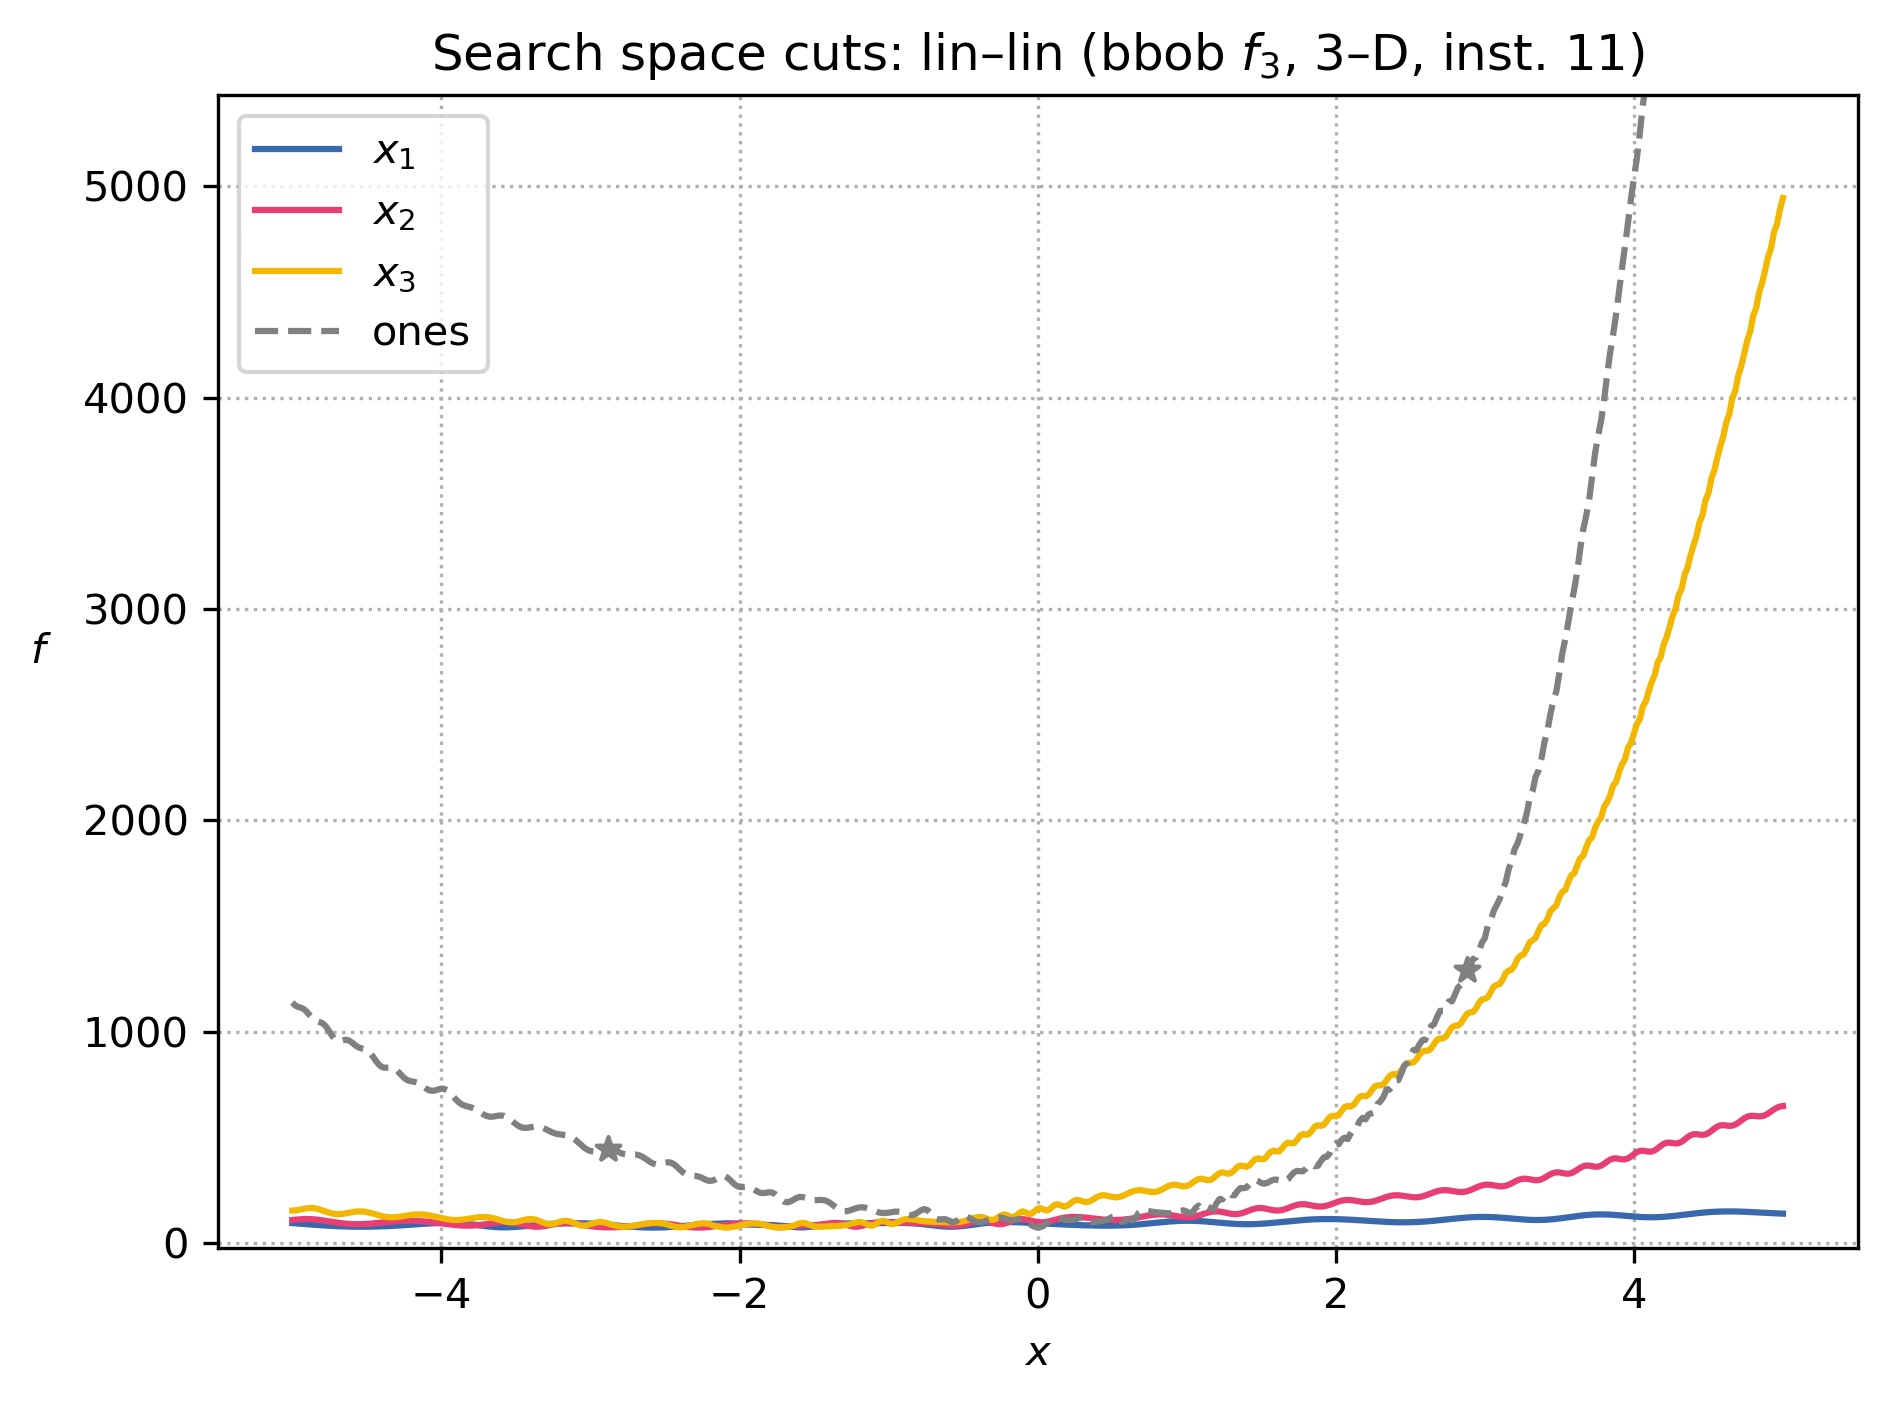 Search space cuts: lin–lin (bbob f₃, 3–D, inst. 11)
x₁
x₂
x₃
ones
5000
4000
3000
2000
1000
0
f
−4
−2
0
2
4
x